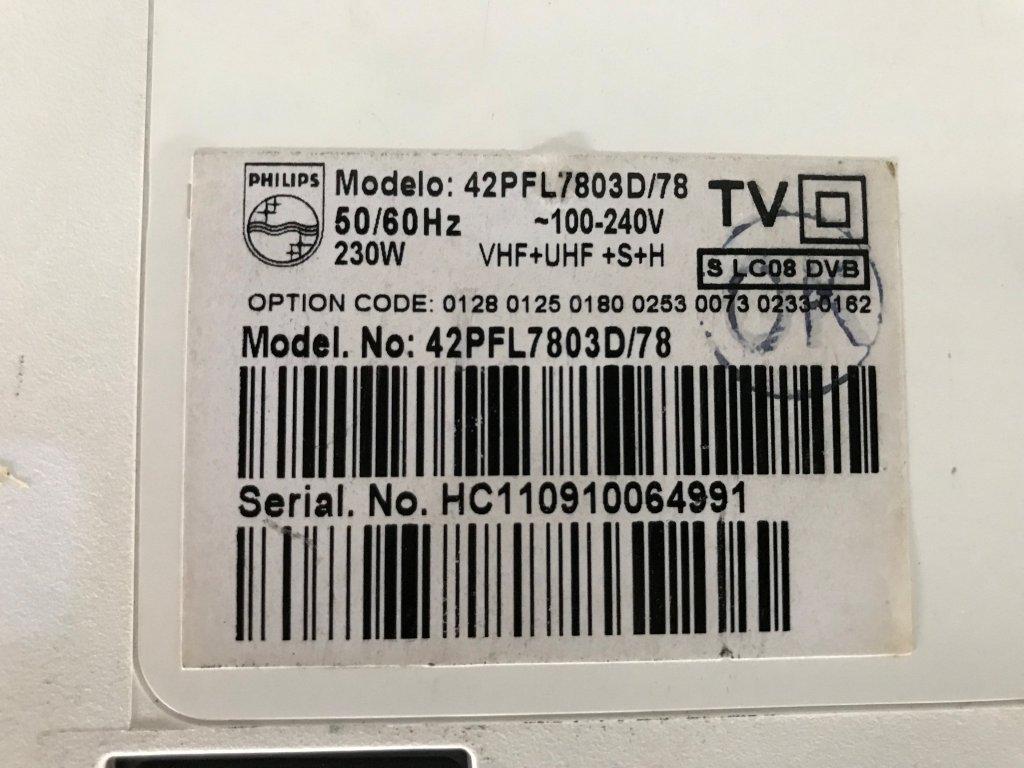 PHILIPS
Modelo: 42PFL7803D/78
TV
50/60Hz ~100-240V
230W VHF+UHF +S+H
S LC08 DVB
OPTION CODE: 0128 0125 0180 0253 0073 0233 0162
OK
Model. No: 42PFL7803D/78
Serial. No. HC110910064991